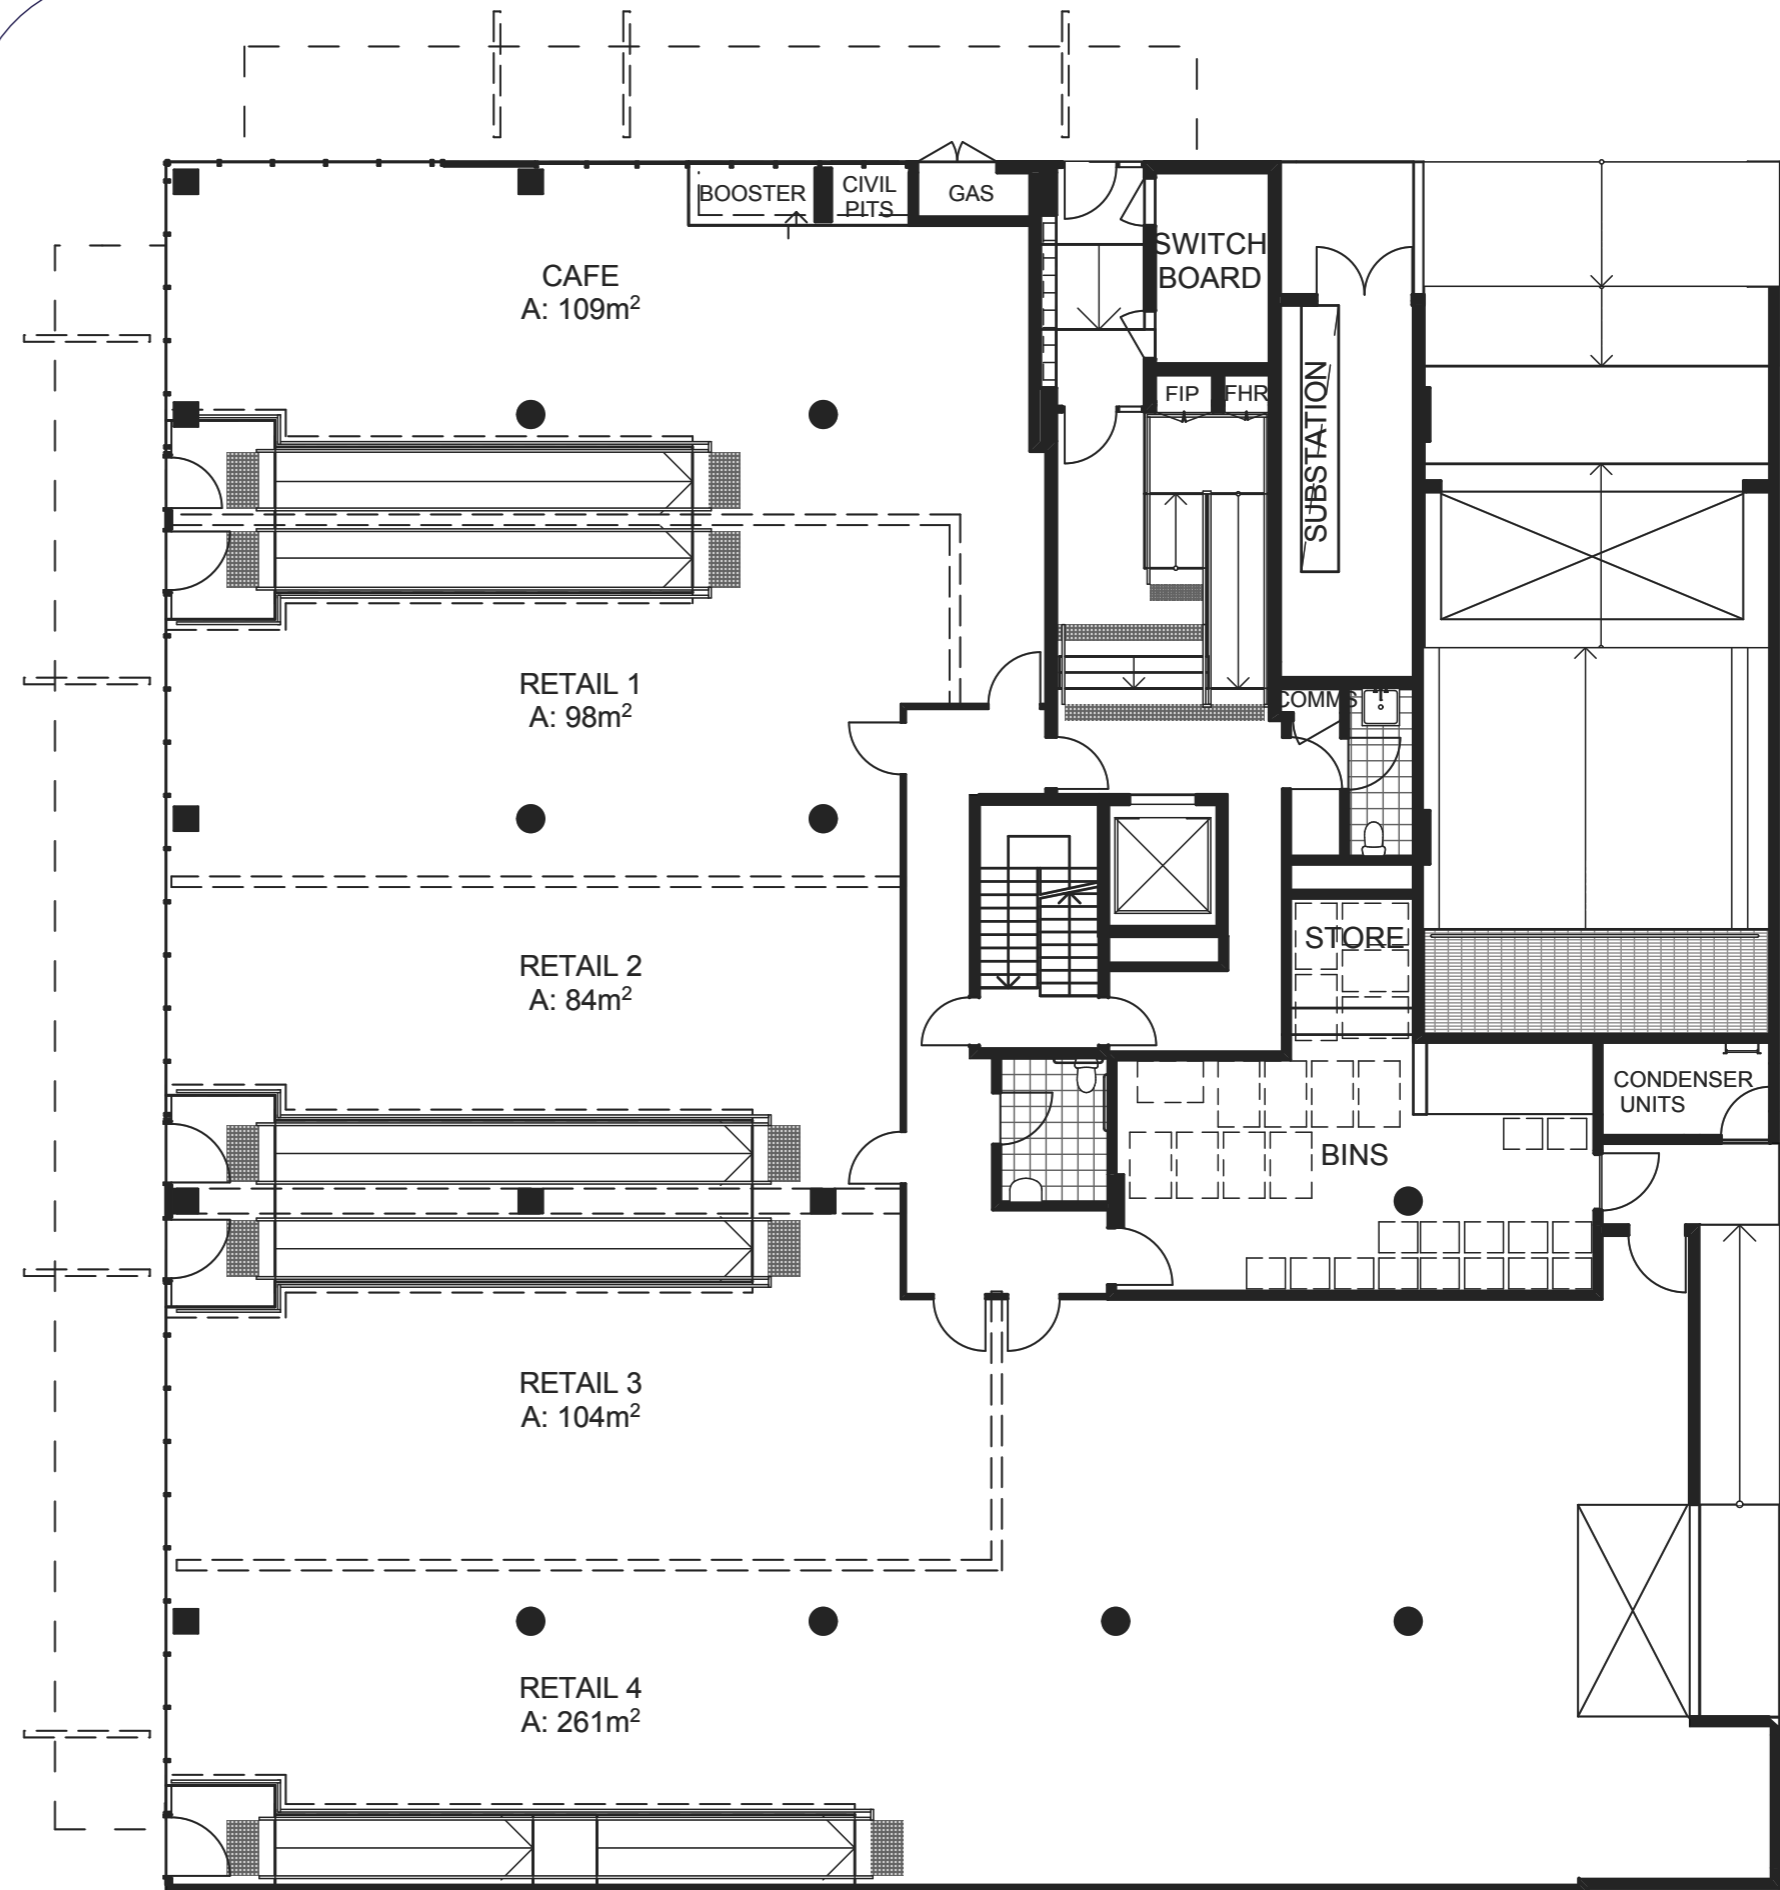 BOOSTER
CIVIL
PITS
GAS
SWITCH
BOARD
CAFE
A: 109m²
FIP
FHR
SUBSTATION
RETAIL 1
A: 98m²
COMMS
STORE
RETAIL 2
A: 84m²
CONDENSER
UNITS
BINS
RETAIL 3
A: 104m²
RETAIL 4
A: 261m²